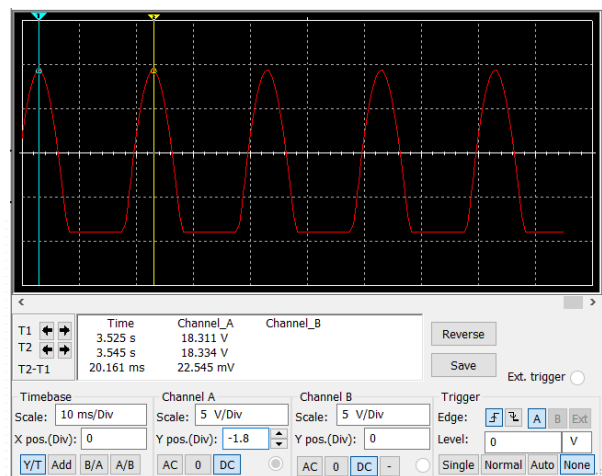 1 2
< >
Time Channel_A Channel_B
T1 3.525 s 18.311 V
T2 3.545 s 18.334 V
T2-T1 20.161 ms 22.545 mV
Reverse
Save
Ext. trigger
Timebase
Scale: 10 ms/Div
X pos.(Div): 0
Y/T Add B/A A/B
Channel A
Scale: 5 V/Div
Y pos.(Div): -1.8
AC 0 DC
Channel B
Scale: 5 V/Div
Y pos.(Div): 0
AC 0 DC -
Trigger
Edge: A B Ext
Level: 0 V
Single Normal Auto None